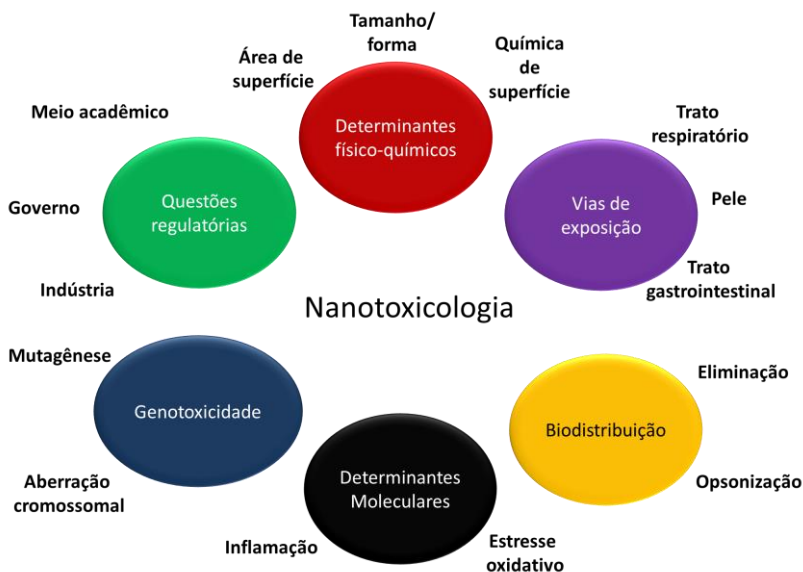 Tamanho/
forma
Área de
superfície
Química
de
superfície
Determinantes
físico-químicos
Meio acadêmico
Governo
Indústria
Questões
regulatórias
Trato
respiratório
Pele
Trato
gastrointestinal
Vias de
exposição
Nanotoxicologia
Mutagênese
Aberração
cromossomal
Genotoxicidade
Determinantes
Moleculares
Inflamação
Estresse
oxidativo
Biodistribuição
Eliminação
Opsonização